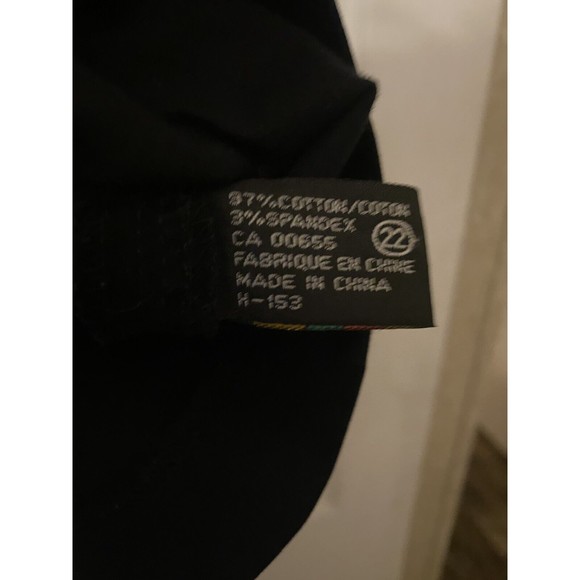 97%COTTON/COTON
3%SPANDEX
CA 00655
22
FABRIQUE EN CHINE
MADE IN CHINA
H-153